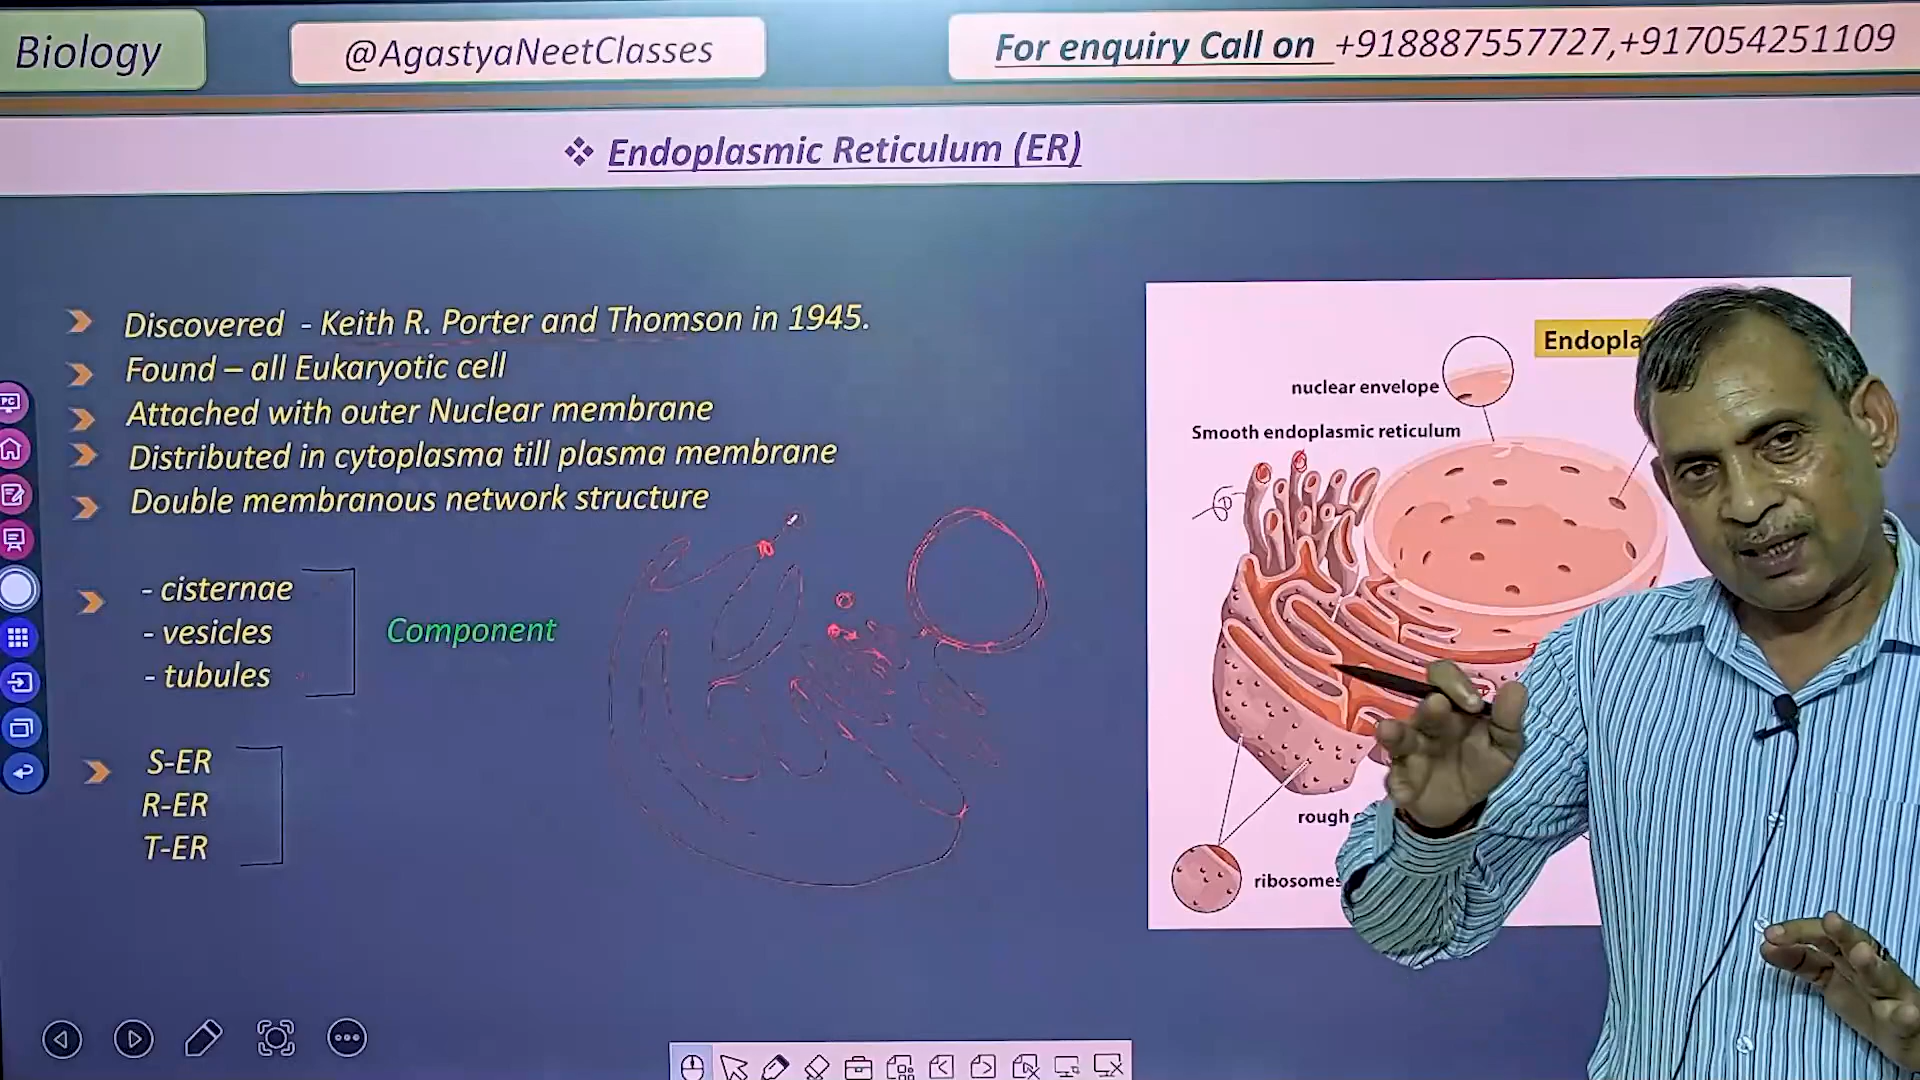 Biology
@AgastyaNeetClasses
For enquiry Call on +918887557727,+917054251109
❖ Endoplasmic Reticulum (ER)
Discovered - Keith R. Porter and Thomson in 1945.
Found – all Eukaryotic cell
Attached with outer Nuclear membrane
Distributed in cytoplasma till plasma membrane
Double membranous network structure
- cisternae
- vesicles
- tubules
Component
S-ER
R-ER
T-ER
Endopla
nuclear envelope
Smooth endoplasmic reticulum
rough
ribosomes
PC